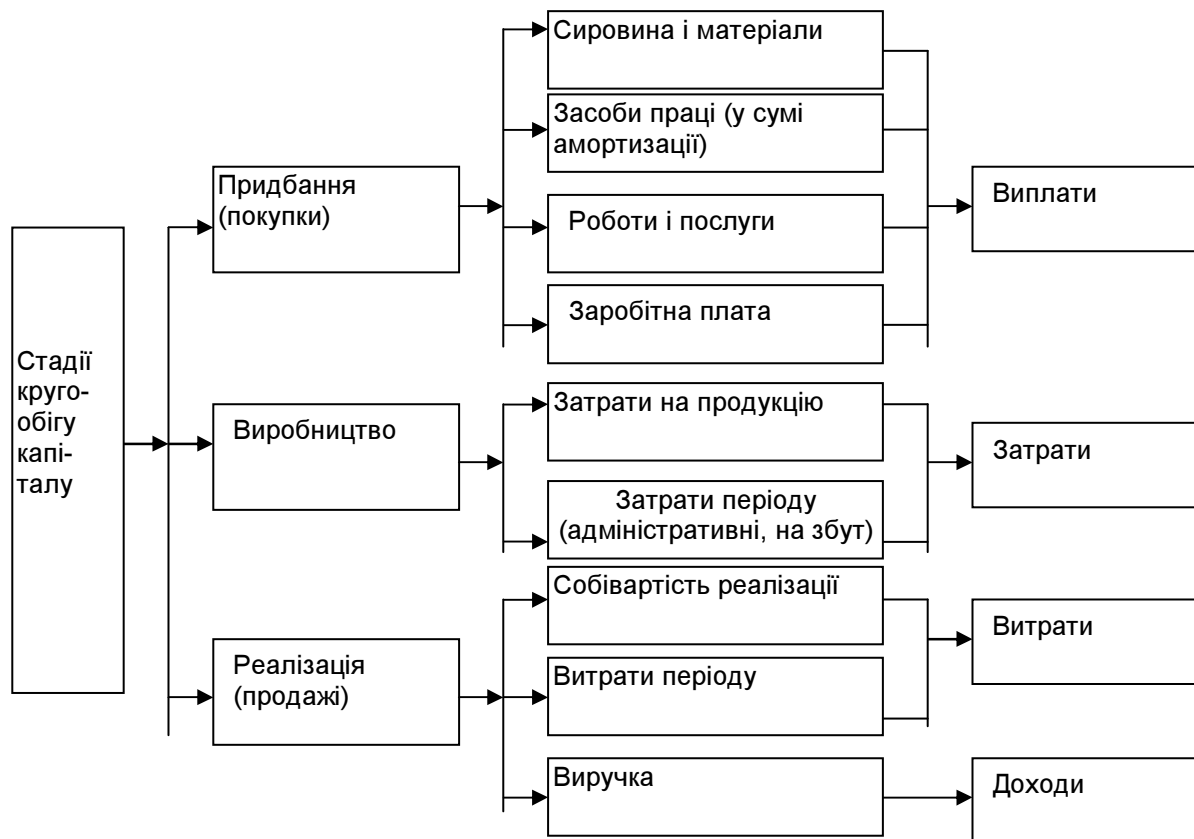 Сировина і матеріали
Засоби праці (у сумі
амортизації)
Придбання
(покупки)
Виплати
Роботи і послуги
Заробітна плата
Стадії
круго-
обігу
капі-
талу
Виробництво
Затрати на продукцію
Затрати
Затрати періоду
(адміністративні, на збут)
Собівартість реалізації
Витрати
Реалізація
(продажі)
Витрати періоду
Виручка
Доходи